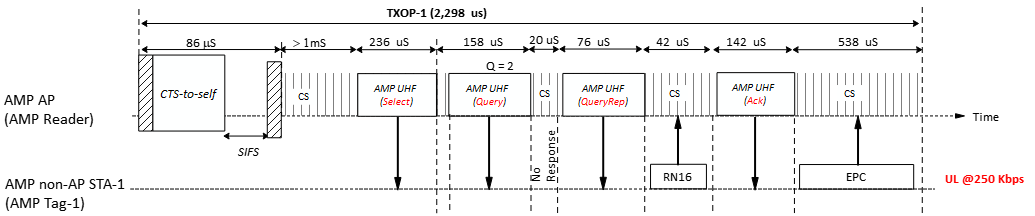 TXOP-1 (2,298 us)
86 µS
> 1mS
236 uS
158 uS
20 uS
76 uS
42 uS
142 uS
538 uS
Q = 2
CTS-to-self
CS
AMP UHF
(Select)
AMP UHF
(Query)
CS
AMP UHF
(QueryRep)
CS
AMP UHF
(Ack)
CS
AMP AP
(AMP Reader)
Time
SIFS
No
Response
RN16
EPC
AMP non-AP STA-1
(AMP Tag-1)
UL @250 Kbps